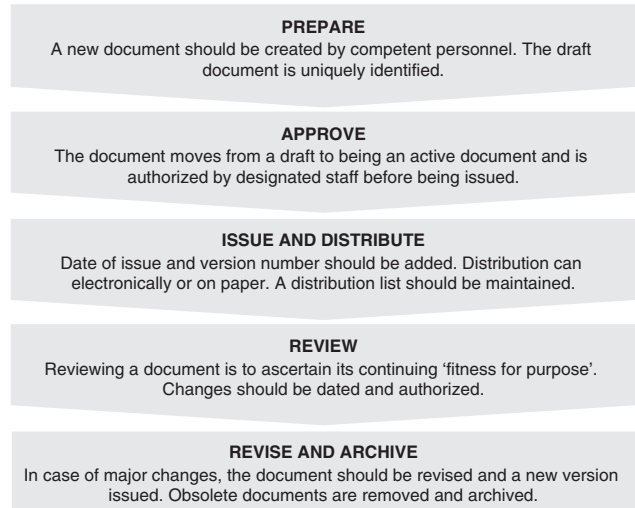 PREPARE
A new document should be created by competent personnel. The draft
document is uniquely identified.
APPROVE
The document moves from a draft to being an active document and is
authorized by designated staff before being issued.
ISSUE AND DISTRIBUTE
Date of issue and version number should be added. Distribution can
electronically or on paper. A distribution list should be maintained.
REVIEW
Reviewing a document is to ascertain its continuing ‘fitness for purpose’.
Changes should be dated and authorized.
REVISE AND ARCHIVE
In case of major changes, the document should be revised and a new version
issued. Obsolete documents are removed and archived.